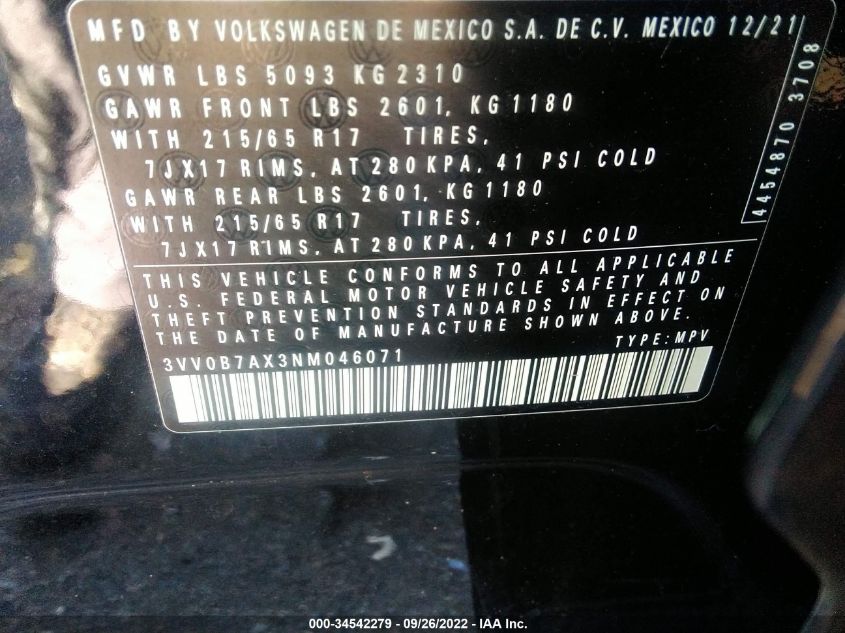 MFD BY VOLKSWAGEN DE MEXICO S.A. DE C.V. MEXICO 12/21
GVWR LBS 5093 KG 2310
GAWR FRONT LBS 2601, KG 1180
WITH 215/65 R17 TIRES,
7JX17 RIMS, AT 280 KPA, 41 PSI COLD
GAWR REAR LBS 2601, KG 1180
WITH 215/65 R17 TIRES,
7JX17 RIMS, AT 280 KPA, 41 PSI COLD
4454870 3708
THIS VEHICLE CONFORMS TO ALL APPLICABLE
U.S. FEDERAL MOTOR VEHICLE SAFETY AND
THEFT PREVENTION STANDARDS IN EFFECT ON
THE DATE OF MANUFACTURE SHOWN ABOVE.
TYPE: MPV
3VV0B7AX3NM046071
000-34542279 / 09/26/2022 - IAA Inc.